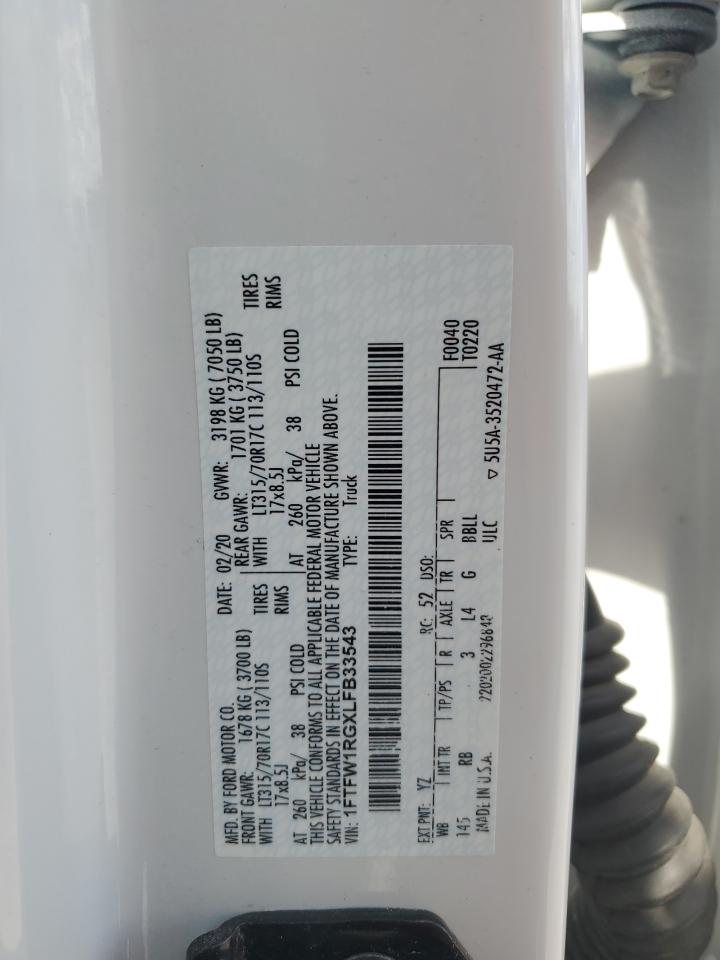 MFD. BY FORD MOTOR CO.
DATE: 02/20 GVWR: 3198 KG ( 7050 LB)
FRONT GAWR: 1678 KG ( 3700 LB) REAR GAWR: 1701 KG ( 3750 LB)
WITH LT315/70R17C 113/110S TIRES WITH LT315/70R17C 113/110S TIRES
17x8.5J RIMS 17x8.5J RIMS
AT 260 kPa/ 38 PSI COLD AT 260 kPa/ 38 PSI COLD
THIS VEHICLE CONFORMS TO ALL APPLICABLE FEDERAL MOTOR VEHICLE
SAFETY STANDARDS IN EFFECT ON THE DATE OF MANUFACTURE SHOWN ABOVE.
VIN: 1FTFW1RGXLFB33543 TYPE: Truck
EXT PNT: YZ RC: 52 DSO:
WB INT TR TP/PS R AXLE TR SPR F0040
145 RB 3 L4 G BBLL T0220
MADE IN U.S.A. ULC ▽ 5U5A-3520472-AA